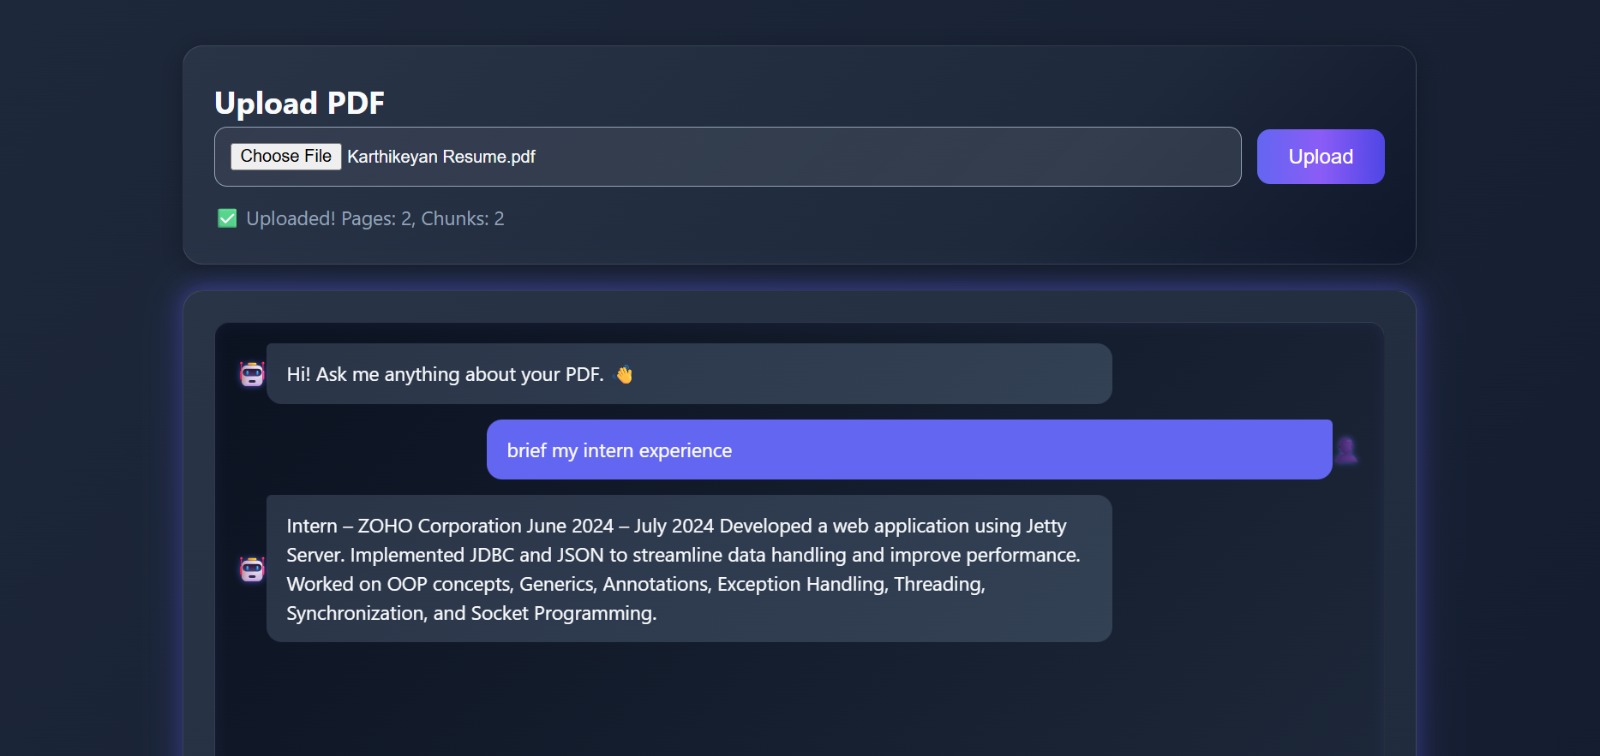 Upload PDF
Choose File Karthikeyan Resume.pdf
Upload
✅ Uploaded! Pages: 2, Chunks: 2
Hi! Ask me anything about your PDF. 👋
brief my intern experience
Intern – ZOHO Corporation June 2024 – July 2024 Developed a web application using Jetty
Server. Implemented JDBC and JSON to streamline data handling and improve performance.
Worked on OOP concepts, Generics, Annotations, Exception Handling, Threading,
Synchronization, and Socket Programming.